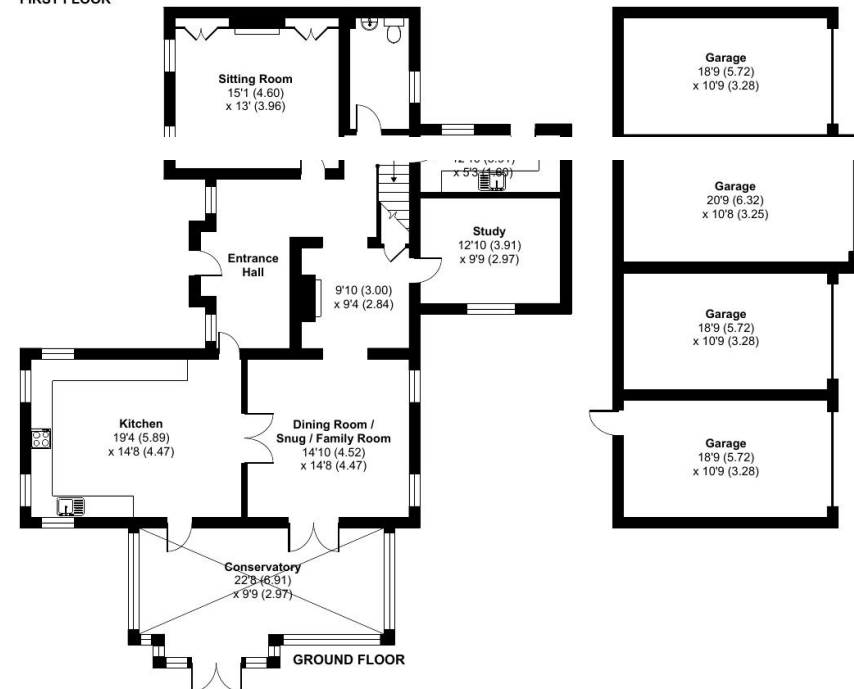 Sitting Room
15'1 (4.60)
x 13' (3.96)
Garage
18'9 (5.72)
x 10'9 (3.28)
x 5'3 (1.60)
Garage
20'9 (6.32)
x 10'8 (3.25)
Study
12'10 (3.91)
x 9'9 (2.97)
Entrance
Hall
9'10 (3.00)
x 9'4 (2.84)
Garage
18'9 (5.72)
x 10'9 (3.28)
Kitchen
19'4 (5.89)
x 14'8 (4.47)
Dining Room /
Snug / Family Room
14'10 (4.52)
x 14'8 (4.47)
Garage
18'9 (5.72)
x 10'9 (3.28)
Conservatory
22'8 (6.91)
x 9'9 (2.97)
GROUND FLOOR